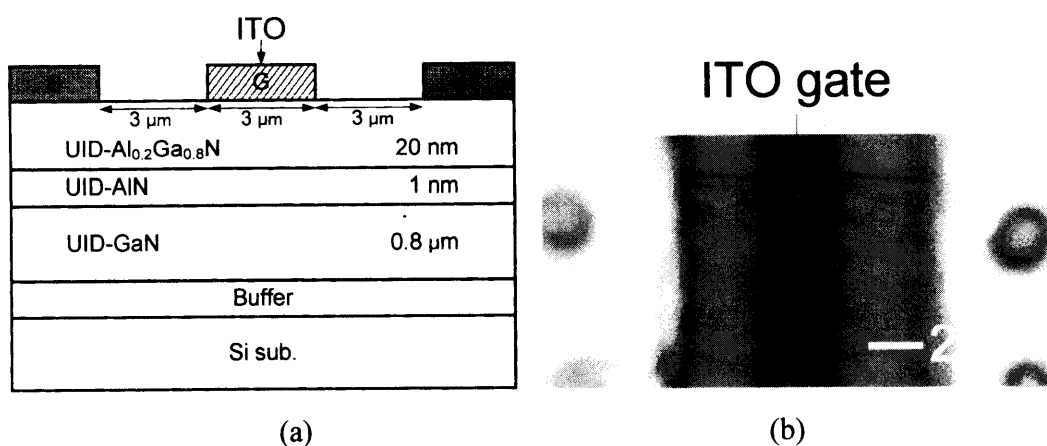 ITO
G
3 μm 3 μm 3 μm
UID-Al₀.₂Ga₀.₈N 20 nm
UID-AlN 1 nm
UID-GaN 0.8 μm
Buffer
Si sub.
(a)
ITO gate
2
(b)